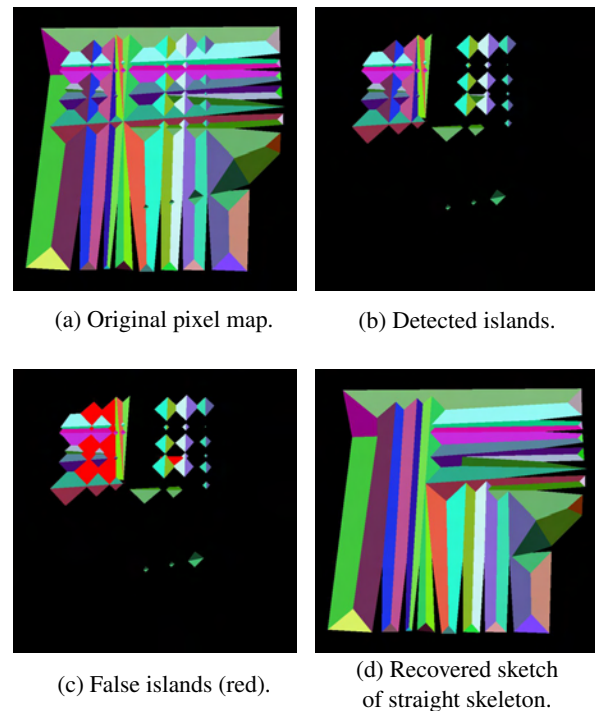 (a) Original pixel map.
(b) Detected islands.
(c) False islands (red).
(d) Recovered sketch
of straight skeleton.